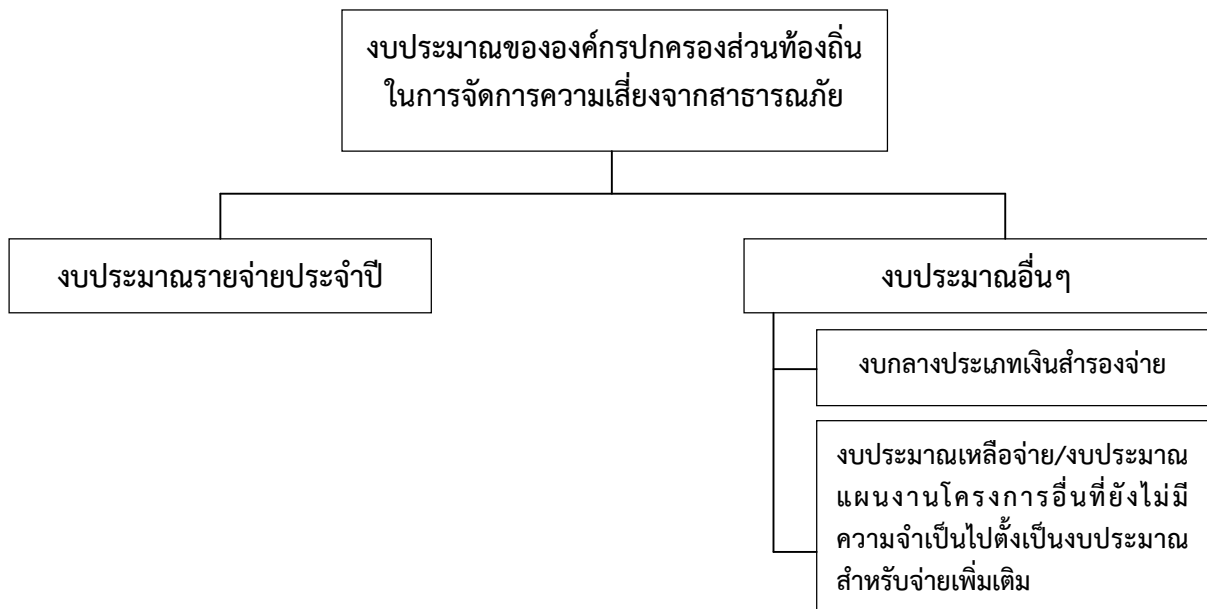 งบประมาณขององค์กรปกครองส่วนท้องถิ่น
ในการจัดการความเสี่ยงจากสาธารณภัย
งบประมาณรายจ่ายประจำปี
งบประมาณอื่นๆ
งบกลางประเภทเงินสำรองจ่าย
งบประมาณเหลือจ่าย/งบประมาณ
แผนงานโครงการอื่นที่ยังไม่มี
ความจำเป็นไปตั้งเป็นงบประมาณ
สำหรับจ่ายเพิ่มเติม